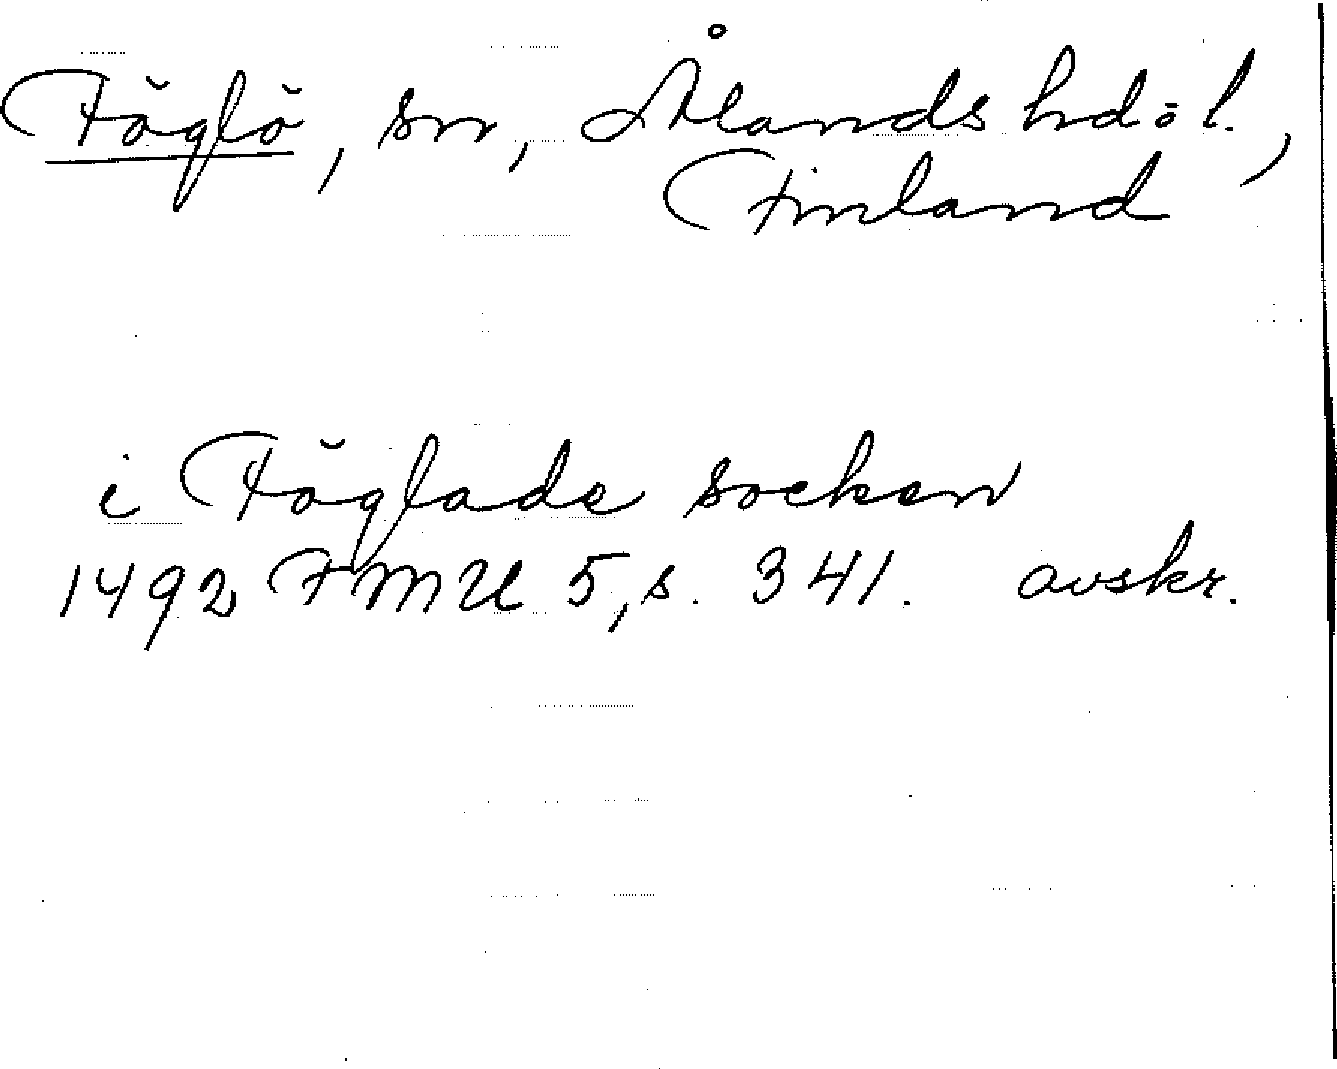 Föglö, sn, Ålands hd o l.,
Finland
i Föglade socken
1492 FMU 5, s. 341. avskr.